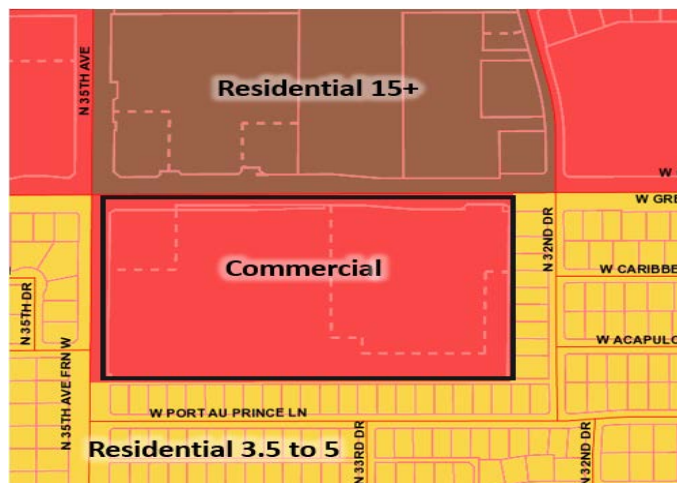 N 35TH AVE
Residential 15+
W
W GRE
Commercial
N 32ND DR
W CARIBBE
N 35TH DR
W ACAPULC
N 35TH AVE FRN W
W PORT AU PRINCE LN
Residential 3.5 to 5
N 33RD DR
N 32ND DR